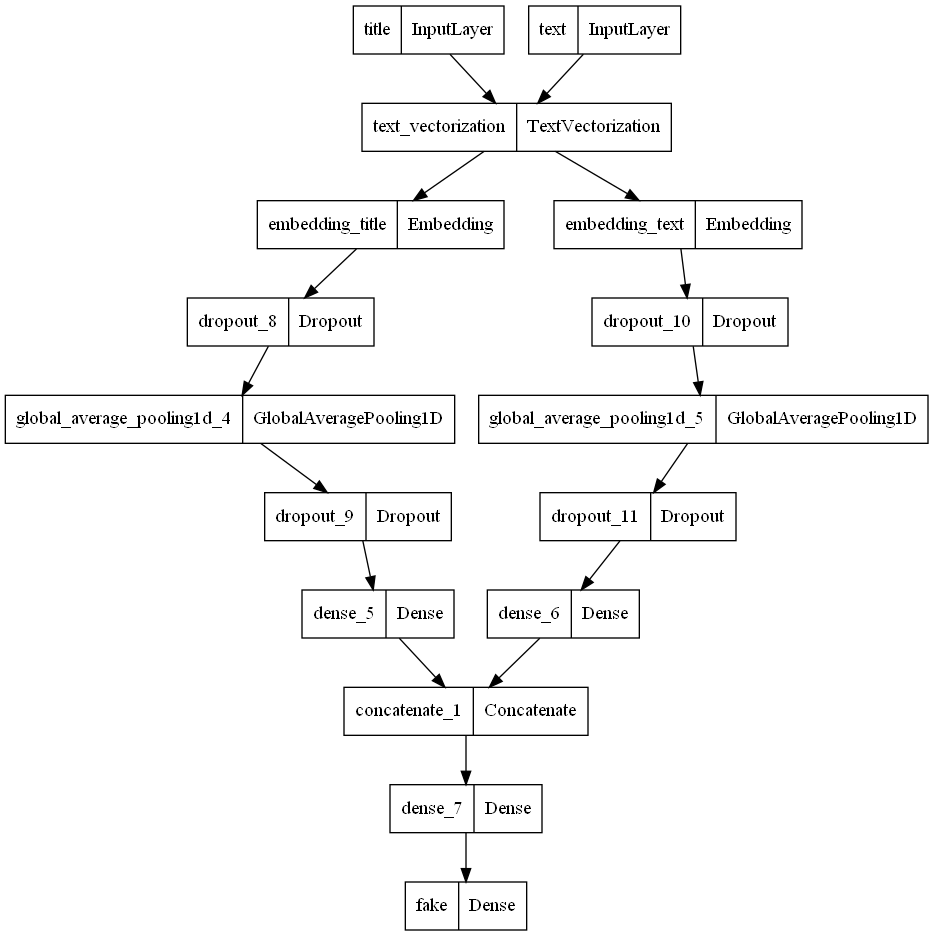 title InputLayer
text InputLayer
text_vectorization TextVectorization
embedding_title Embedding
embedding_text Embedding
dropout_8 Dropout
dropout_10 Dropout
global_average_pooling1d_4 GlobalAveragePooling1D
global_average_pooling1d_5 GlobalAveragePooling1D
dropout_9 Dropout
dropout_11 Dropout
dense_5 Dense
dense_6 Dense
concatenate_1 Concatenate
dense_7 Dense
fake Dense